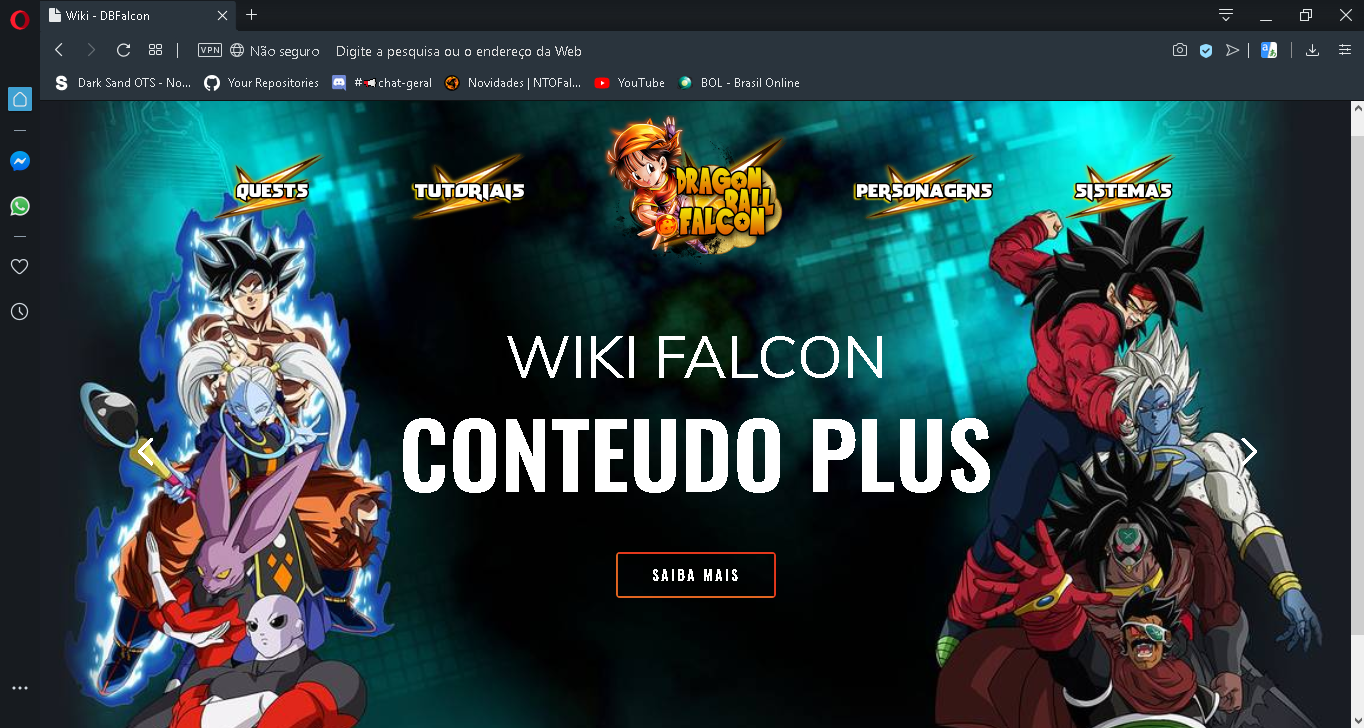 Wiki - DBFalcon
VPN Não seguro Digite a pesquisa ou o endereço da Web
S Dark Sand OTS - No... Your Repositories #📢chat-geral Novidades | NTOFal... YouTube BOL - Brasil Online
QUESTS TUTORIAIS DRAGON BALL FALCON PERSONAGENS SISTEMAS
WIKI FALCON
CONTEUDO PLUS
SAIBA MAIS